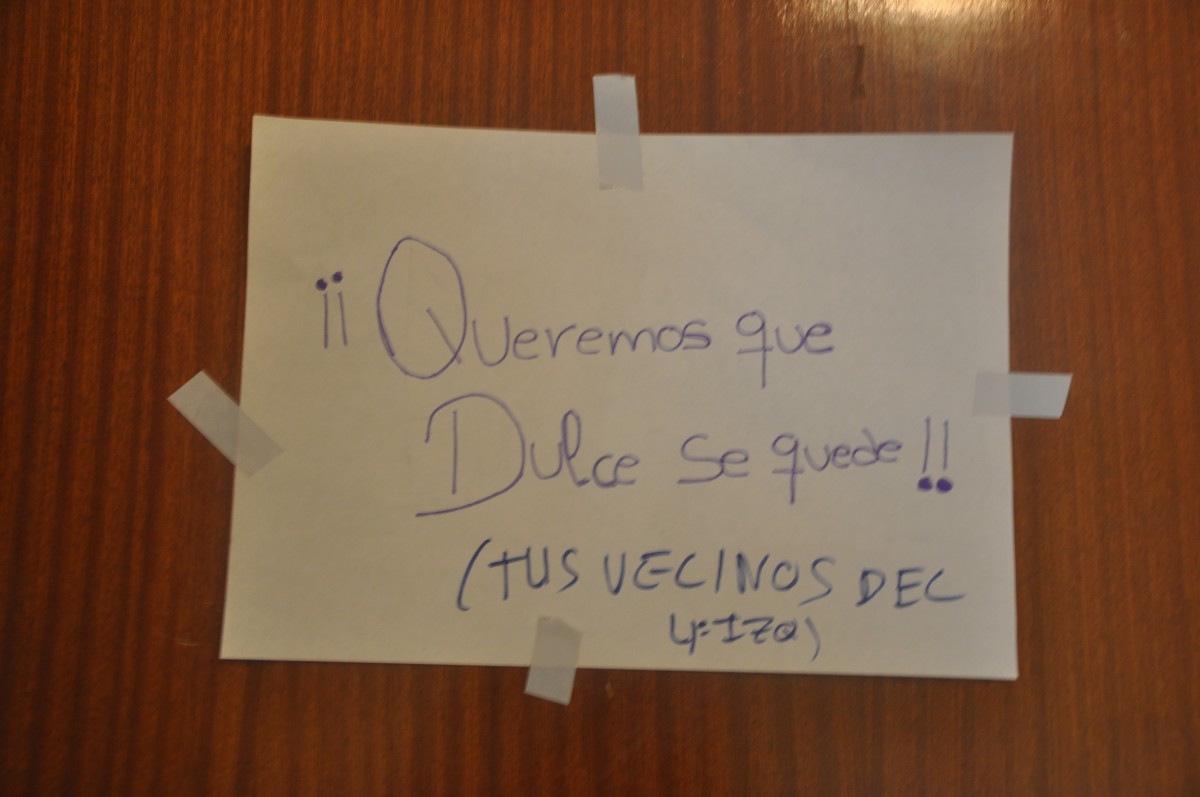 ¡¡Queremos que
Dulce se quede!!
(TUS VECINOS DEL
4º IZQ)